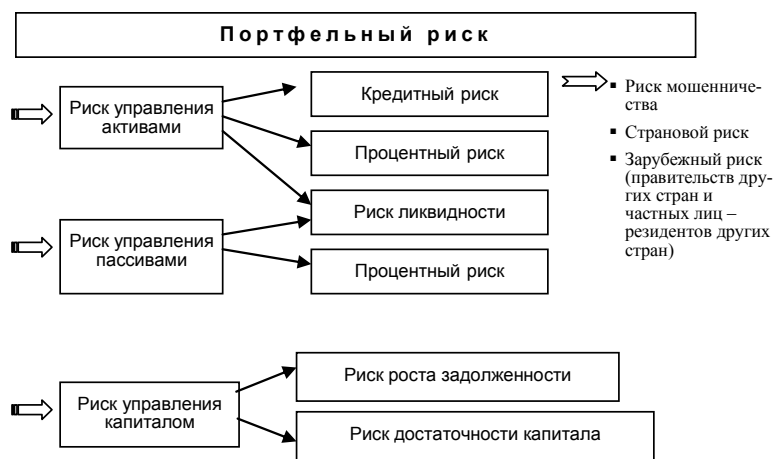 Портфельный риск
Риск управления
активами
Кредитный риск
Процентный риск
Риск ликвидности
▪ Риск мошенниче-
ства
▪ Страновой риск
▪ Зарубежный риск
(правительств дру-
гих стран и
частных лиц –
резидентов других
стран)
Риск управления
пассивами
Процентный риск
Риск управления
капиталом
Риск роста задолженности
Риск достаточности капитала